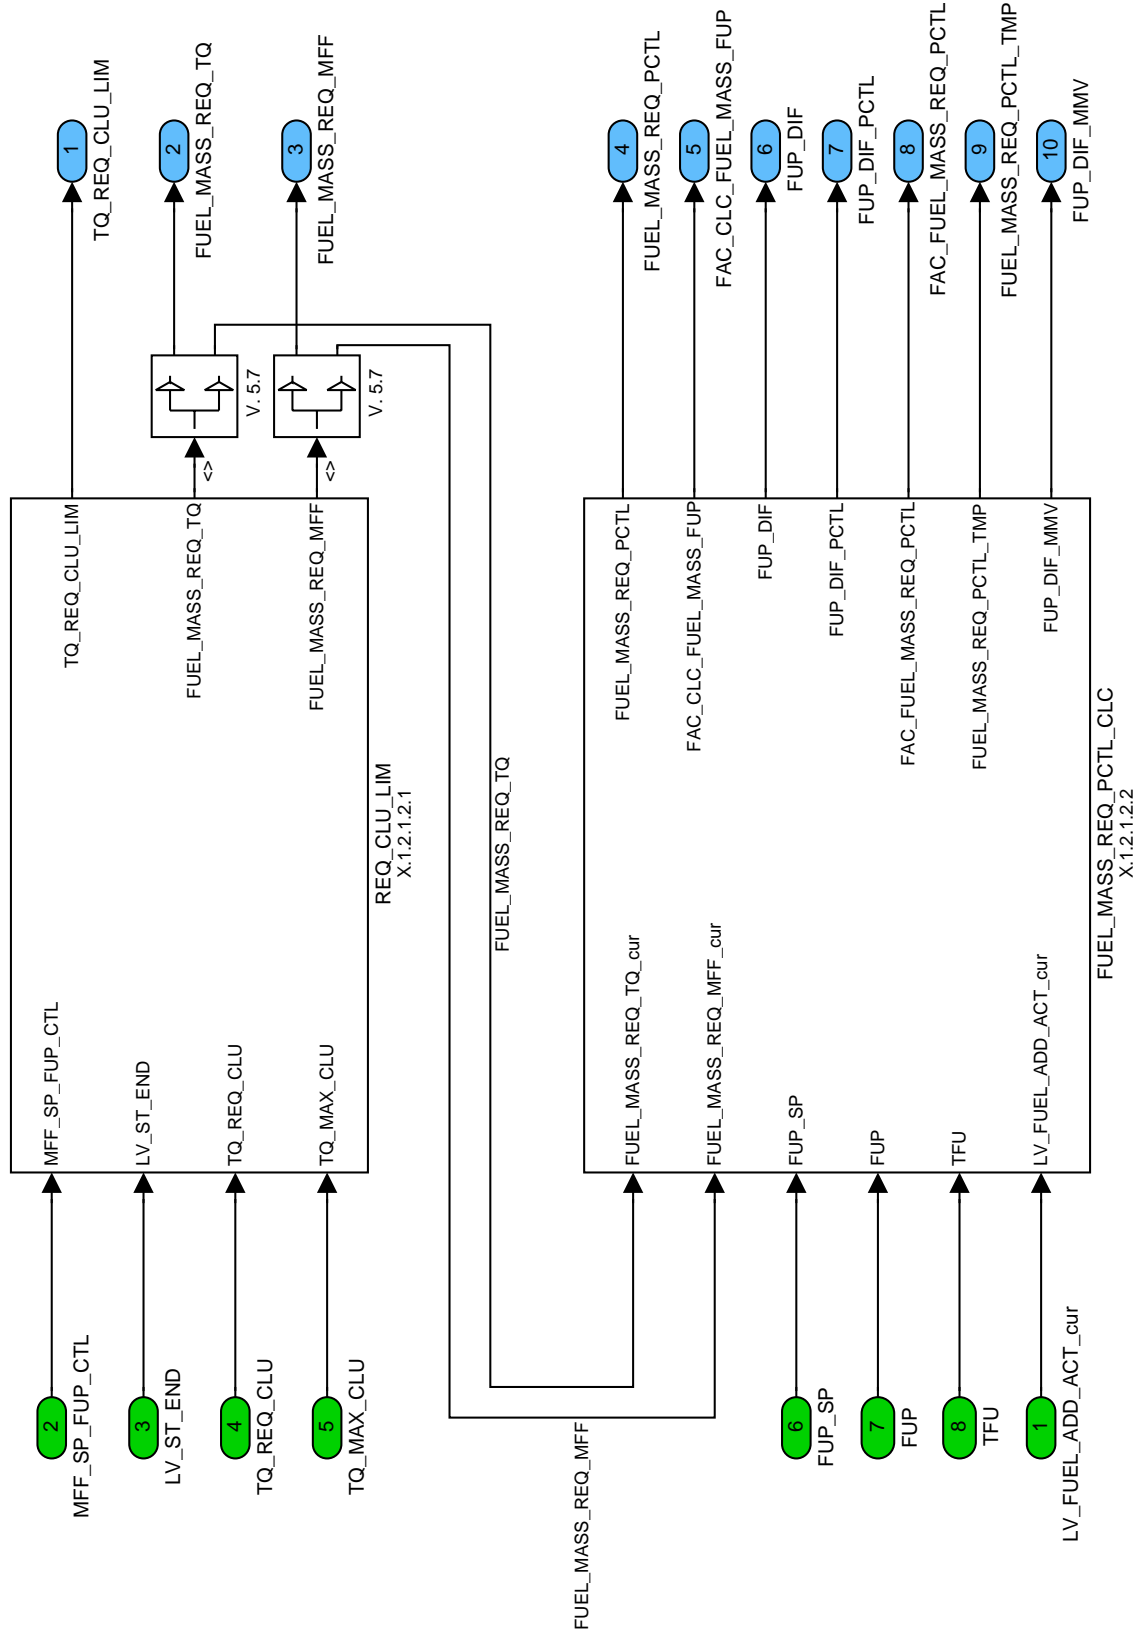 2
MFF_SP_FUP_CTL
3
LV_ST_END
4
TQ_REQ_CLU
5
TQ_MAX_CLU
MFF_SP_FUP_CTL
LV_ST_END
TQ_REQ_CLU
TQ_MAX_CLU
TQ_REQ_CLU_LIM
FUEL_MASS_REQ_TQ
FUEL_MASS_REQ_MFF
REQ_CLU_LIM
X.1.2.1.2.1
<>
V. 5.7
<>
V. 5.7
1
TQ_REQ_CLU_LIM
2
FUEL_MASS_REQ_TQ
3
FUEL_MASS_REQ_MFF
FUEL_MASS_REQ_TQ
FUEL_MASS_REQ_MFF
6
FUP_SP
7
FUP
8
TFU
1
LV_FUEL_ADD_ACT_cur
FUEL_MASS_REQ_TQ_cur
FUEL_MASS_REQ_MFF_cur
FUP_SP
FUP
TFU
LV_FUEL_ADD_ACT_cur
FUEL_MASS_REQ_PCTL
FAC_CLC_FUEL_MASS_FUP
FUP_DIF
FUP_DIF_PCTL
FAC_FUEL_MASS_REQ_PCTL
FUEL_MASS_REQ_PCTL_TMP
FUP_DIF_MMV
FUEL_MASS_REQ_PCTL_CLC
X.1.2.1.2.2
4
FUEL_MASS_REQ_PCTL
5
FAC_CLC_FUEL_MASS_FUP
6
FUP_DIF
7
FUP_DIF_PCTL
8
FAC_FUEL_MASS_REQ_PCTL
9
FUEL_MASS_REQ_PCTL_TMP
10
FUP_DIF_MMV